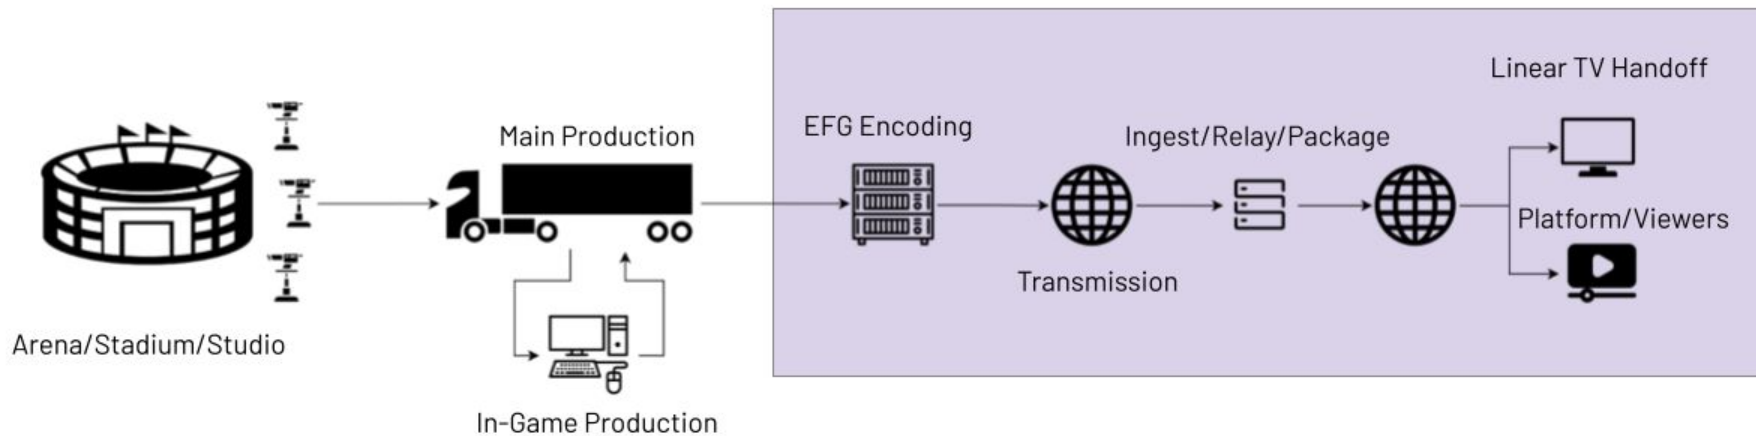 Arena/Stadium/Studio
Main Production
In-Game Production
EFG Encoding
Transmission
Ingest/Relay/Package
Linear TV Handoff
Platform/Viewers